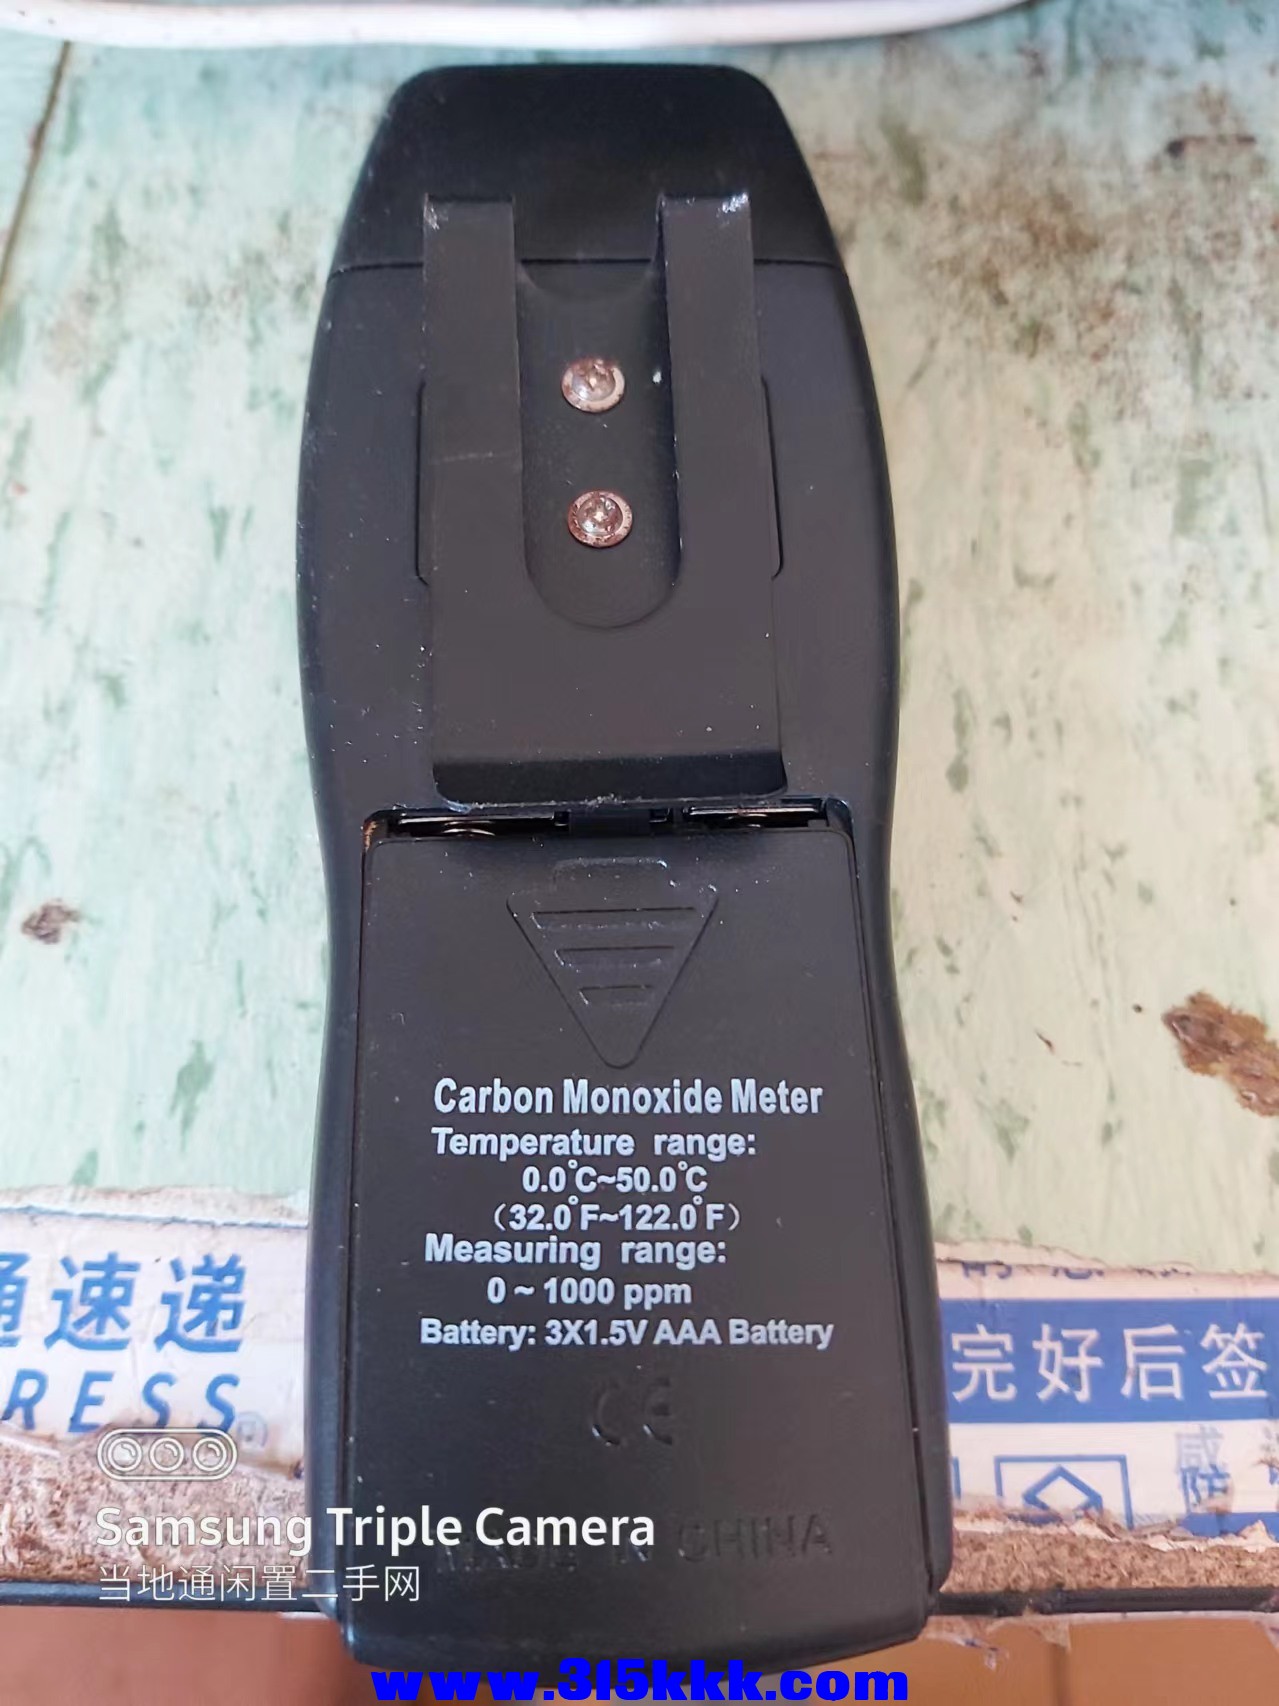 Carbon Monoxide Meter
Temperature range:
0.0°C~50.0°C
(32.0°F~122.0°F)
Measuring range:
0 ~ 1000 ppm
Battery: 3X1.5V AAA Battery
CE
MADE IN CHINA
通速递
RESS
完好后签
防
Samsung Triple Camera
当地通闲置二手网
www.315kkk.com